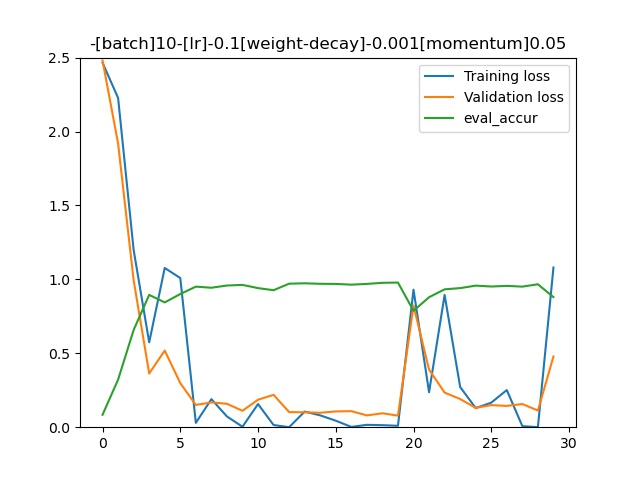 -[batch]10-[lr]-0.1[weight-decay]-0.001[momentum]0.05
2.5
2.0
1.5
1.0
0.5
0.0
Training loss
Validation loss
eval_accur
0 5 10 15 20 25 30